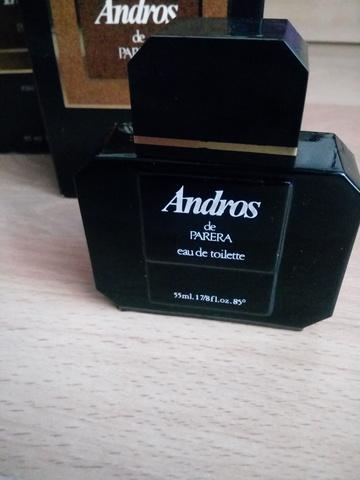 Andros
de
PARERA
Andros
de
PARERA
eau de toilette
55ml. 1 7/8 fl. oz. 85°